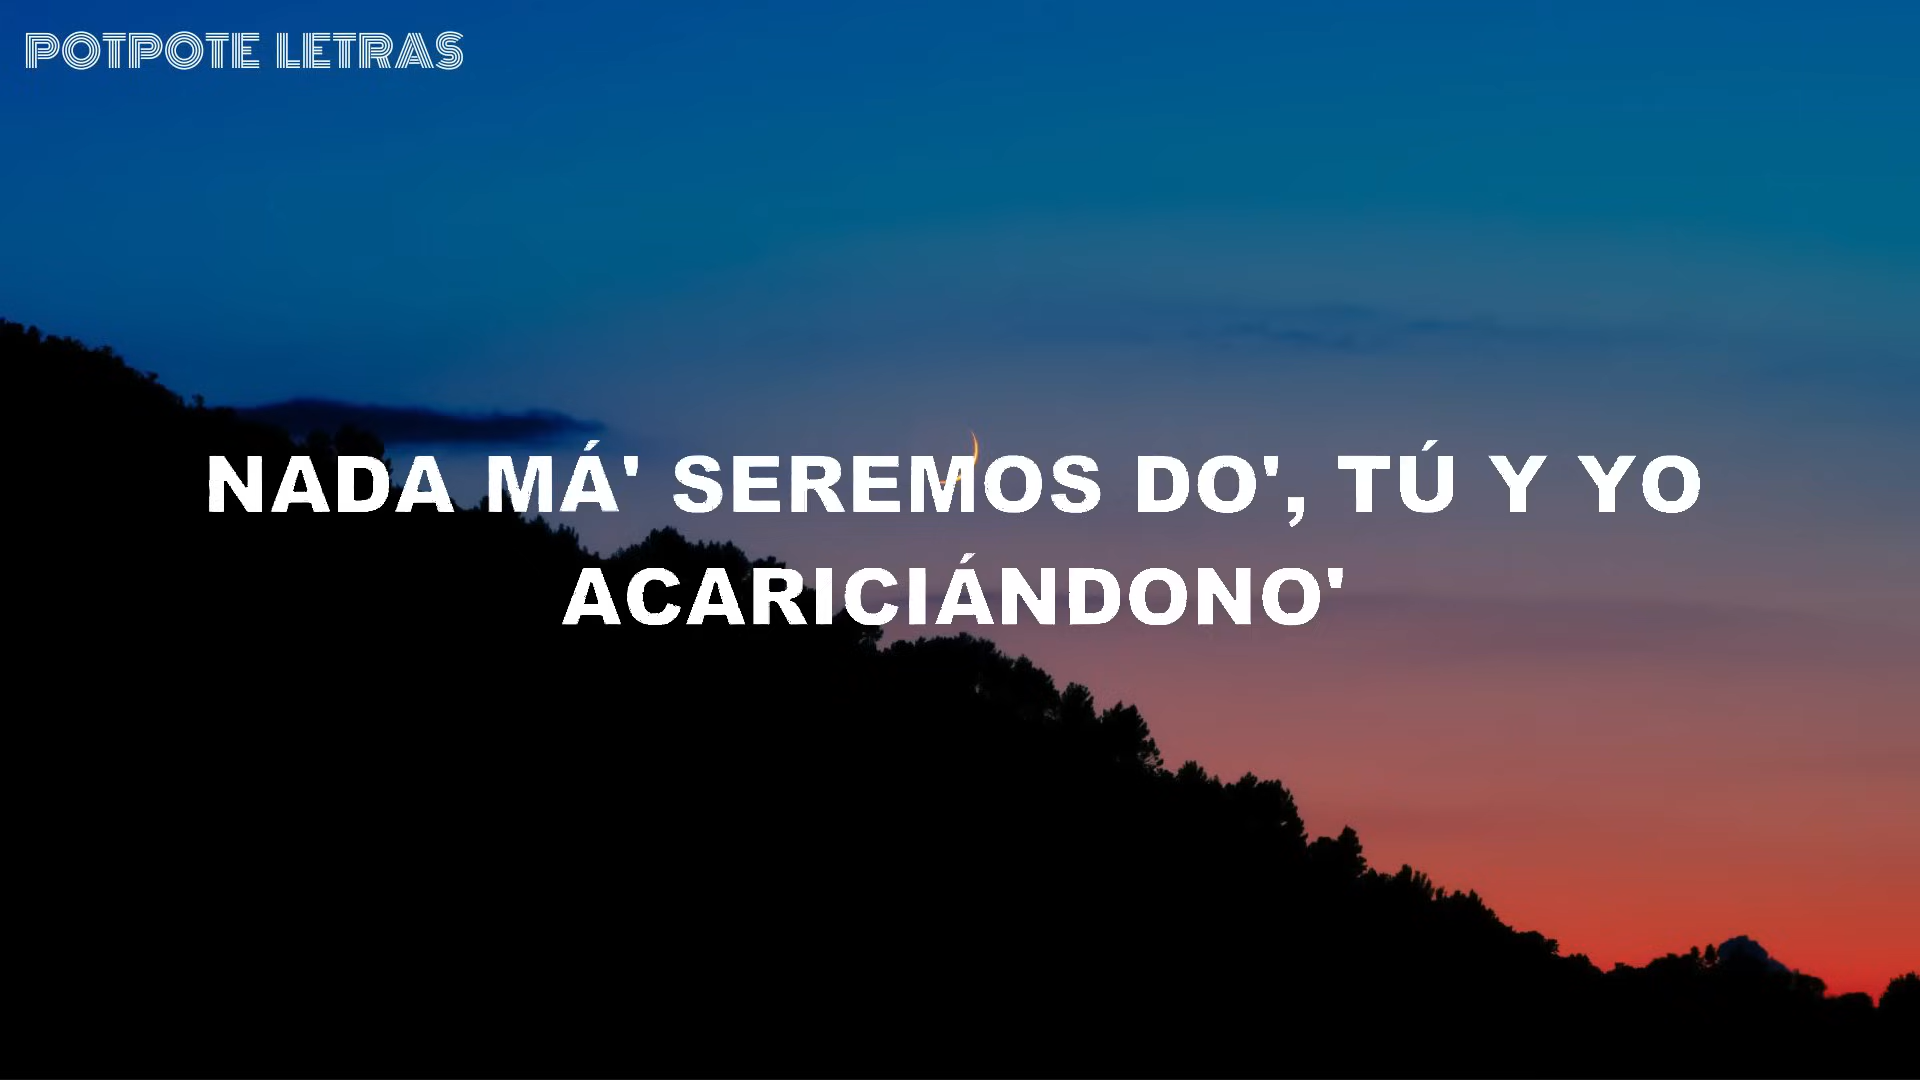 POTPOTE LETRAS
NADA MÁ' SEREMOS DO', TÚ Y YO
ACARICIÁNDONO'